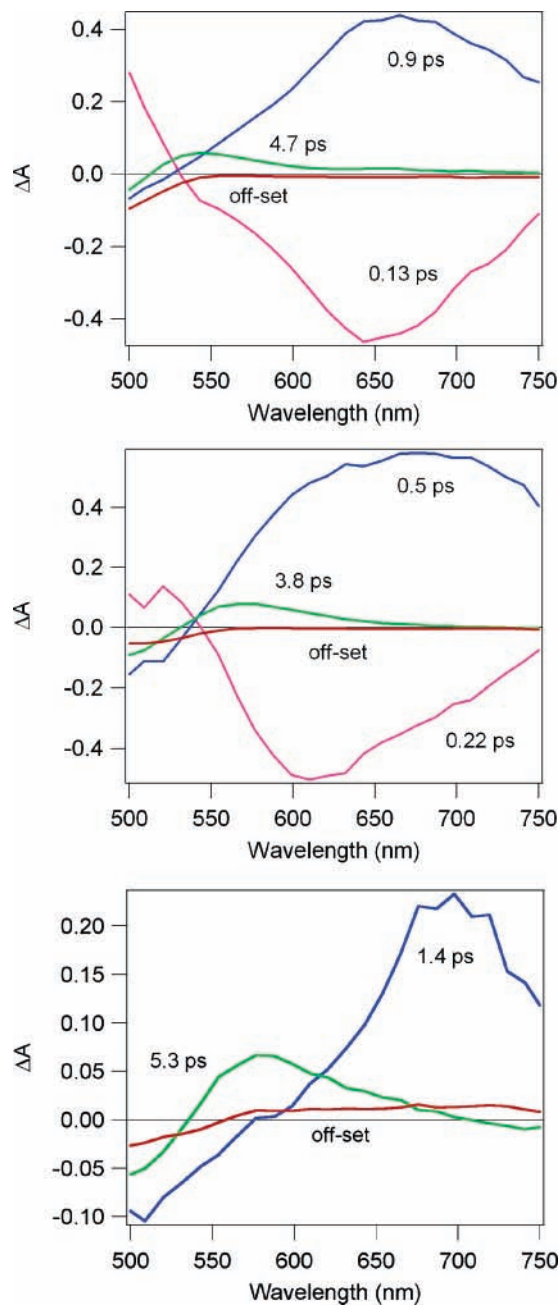 0.4
0.9 ps
0.2
4.7 ps
ΔA
0.0
off-set
-0.2
0.13 ps
-0.4
500 550 600 650 700 750
Wavelength (nm)
0.4
0.5 ps
0.2
3.8 ps
ΔA
0.0
off-set
-0.2
-0.4
0.22 ps
500 550 600 650 700 750
Wavelength (nm)
0.20
1.4 ps
0.15
0.10
5.3 ps
ΔA
0.05
0.00
off-set
-0.05
-0.10
500 550 600 650 700 750
Wavelength (nm)